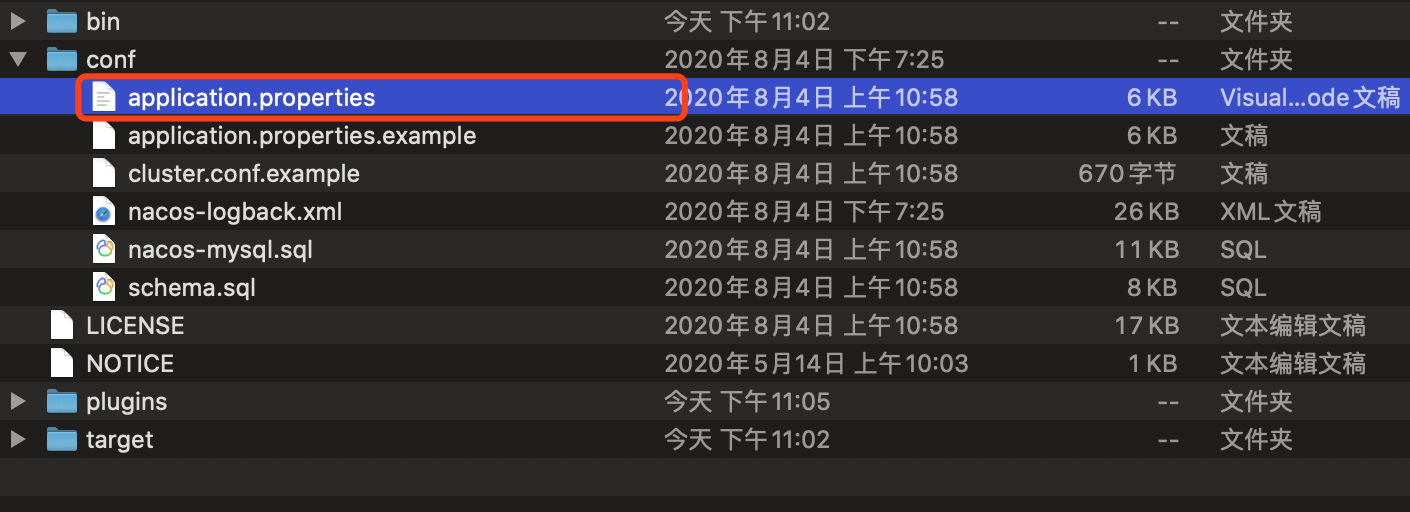 bin 今天 下午11:02 -- 文件夹
conf 2020年8月4日 下午7:25 -- 文件夹
application.properties 2020年8月4日 上午10:58 6 KB Visual...ode文稿
application.properties.example 2020年8月4日 上午10:58 6 KB 文稿
cluster.conf.example 2020年8月4日 上午10:58 670字节 文稿
nacos-logback.xml 2020年8月4日 下午7:25 26 KB XML文稿
nacos-mysql.sql 2020年8月4日 上午10:58 11 KB SQL
schema.sql 2020年8月4日 上午10:58 8 KB SQL
LICENSE 2020年8月4日 上午10:58 17 KB 文本编辑文稿
NOTICE 2020年5月14日 上午10:03 1 KB 文本编辑文稿
plugins 今天 下午11:05 -- 文件夹
target 今天 下午11:02 -- 文件夹